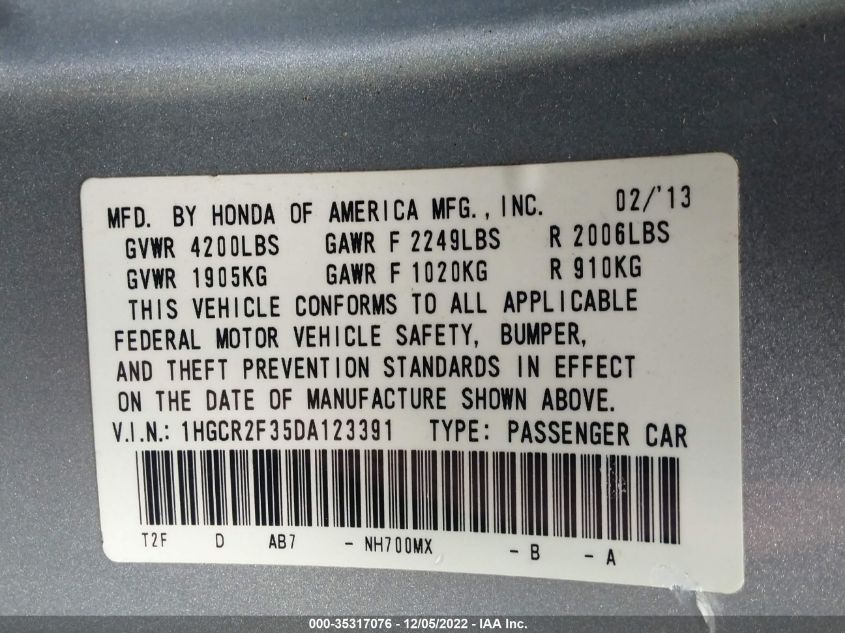 MFD. BY HONDA OF AMERICA MFG., INC. 02/'13
GVWR 4200LBS GAWR F 2249LBS R 2006LBS
GVWR 1905KG GAWR F 1020KG R 910KG
THIS VEHICLE CONFORMS TO ALL APPLICABLE
FEDERAL MOTOR VEHICLE SAFETY, BUMPER,
AND THEFT PREVENTION STANDARDS IN EFFECT
ON THE DATE OF MANUFACTURE SHOWN ABOVE.
V.I.N.: 1HGCR2F35DA123391 TYPE: PASSENGER CAR
T2F D AB7 - NH700MX - B - A
000-35317076 - 12/05/2022 - IAA Inc.